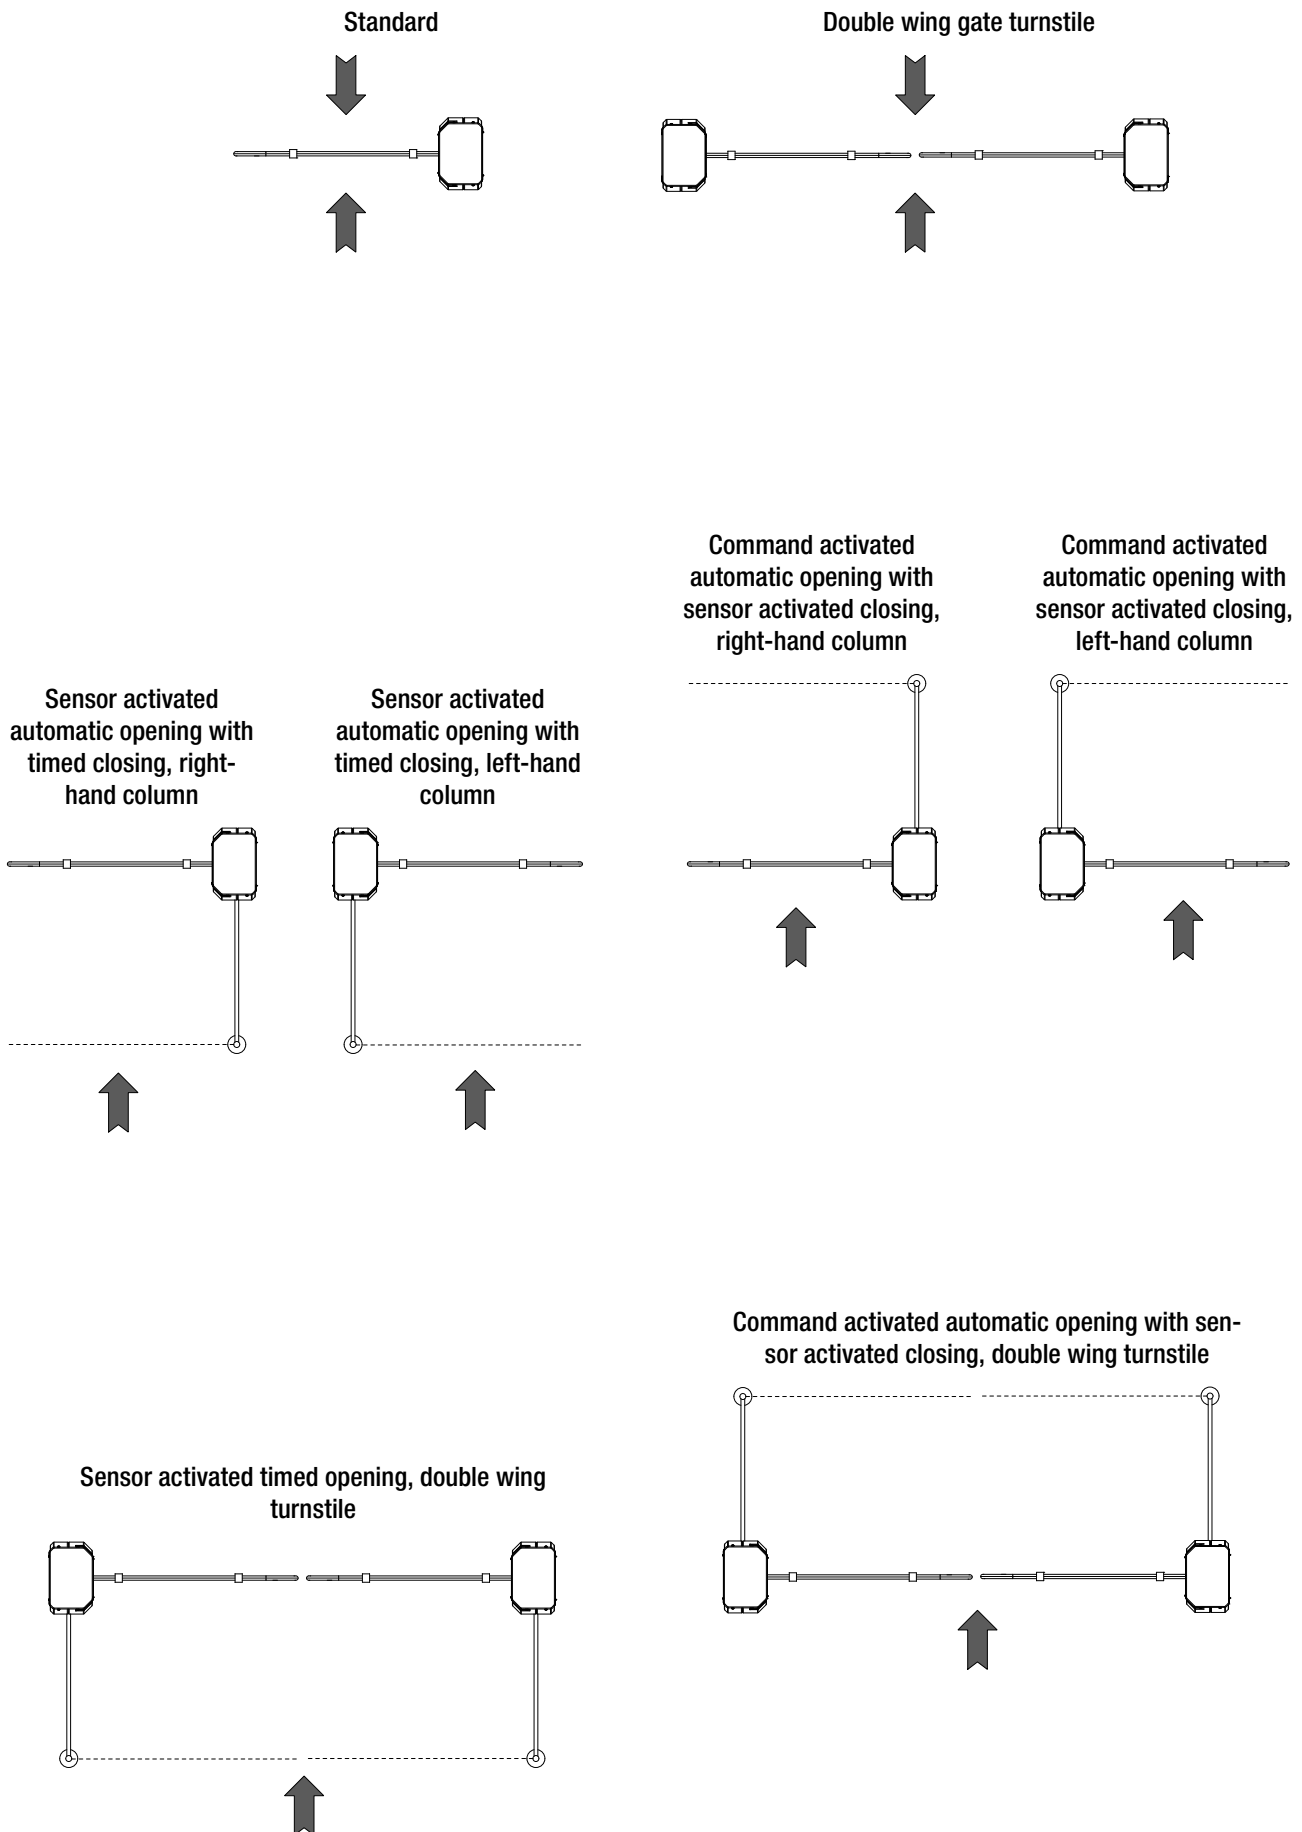 Standard
Double wing gate turnstile
Command activated
automatic opening with
sensor activated closing,
right-hand column
Command activated
automatic opening with
sensor activated closing,
left-hand column
Sensor activated
automatic opening with
timed closing, right-
hand column
Sensor activated
automatic opening with
timed closing, left-hand
column
Command activated automatic opening with sen-
sor activated closing, double wing turnstile
Sensor activated timed opening, double wing
turnstile